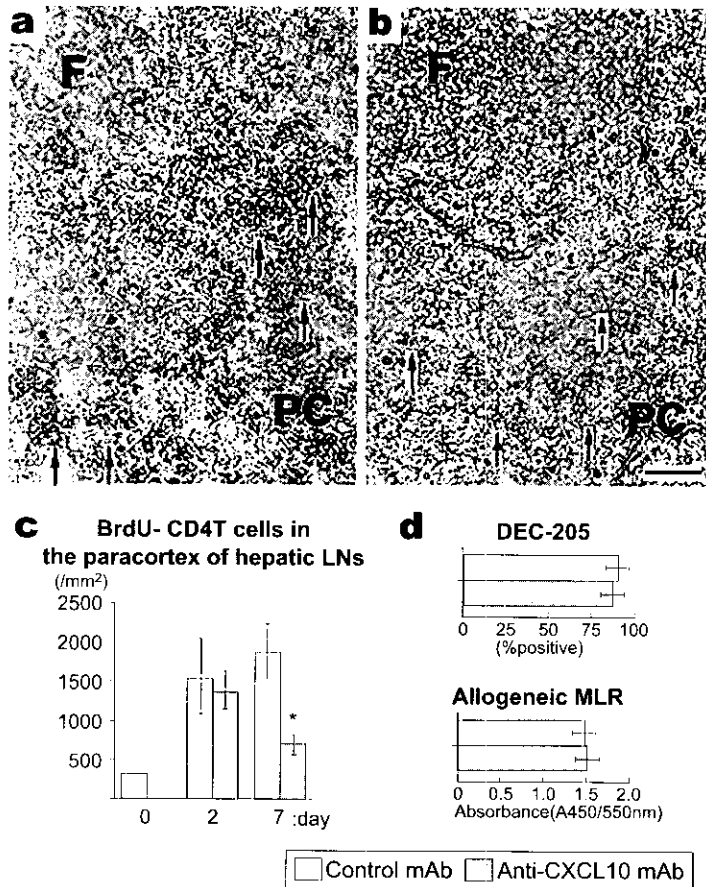 a
b
F
F
PC
PC
c
BrdU- CD4T cells in
the paracortex of hepatic LNs
(/mm²)
2500
2000
1500
1000
500
0 2 7 :day
d
DEC-205
0 25 50 75 100
(%positive)
Allogeneic MLR
0 0.5 1.0 1.5 2.0
Absorbance(A450/550nm)
*
Control mAb Anti-CXCL10 mAb